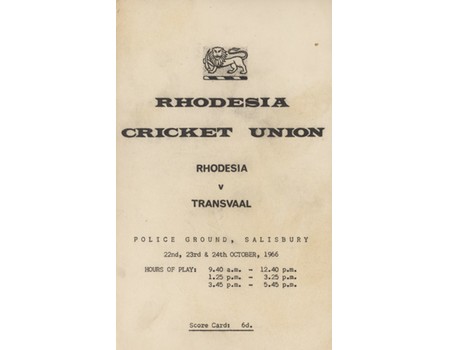 RHODESIA
CRICKET UNION
RHODESIA
v
TRANSVAAL
POLICE GROUND, SALISBURY
22nd, 23rd & 24th OCTOBER, 1966
HOURS OF PLAY: 9.40 a.m. - 12.40 p.m.
1.25 p.m. - 3.25 p.m.
3.45 p.m. - 5.45 p.m.
Score Card: 6d.